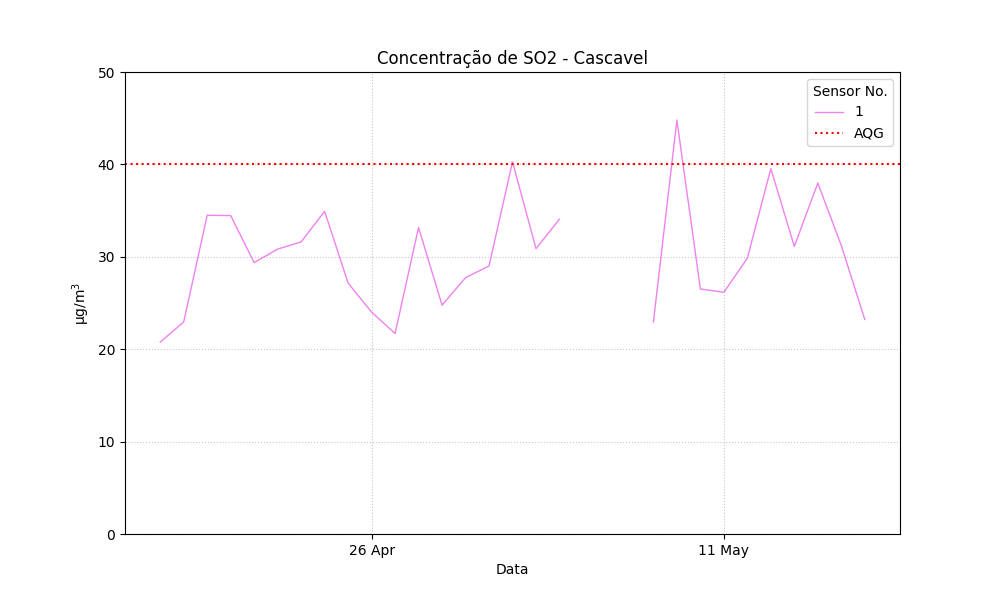 Concentração de SO2 - Cascavel
Sensor No.
1
AQG
50
40
30
20
10
0
µg/m³
26 Apr
11 May
Data